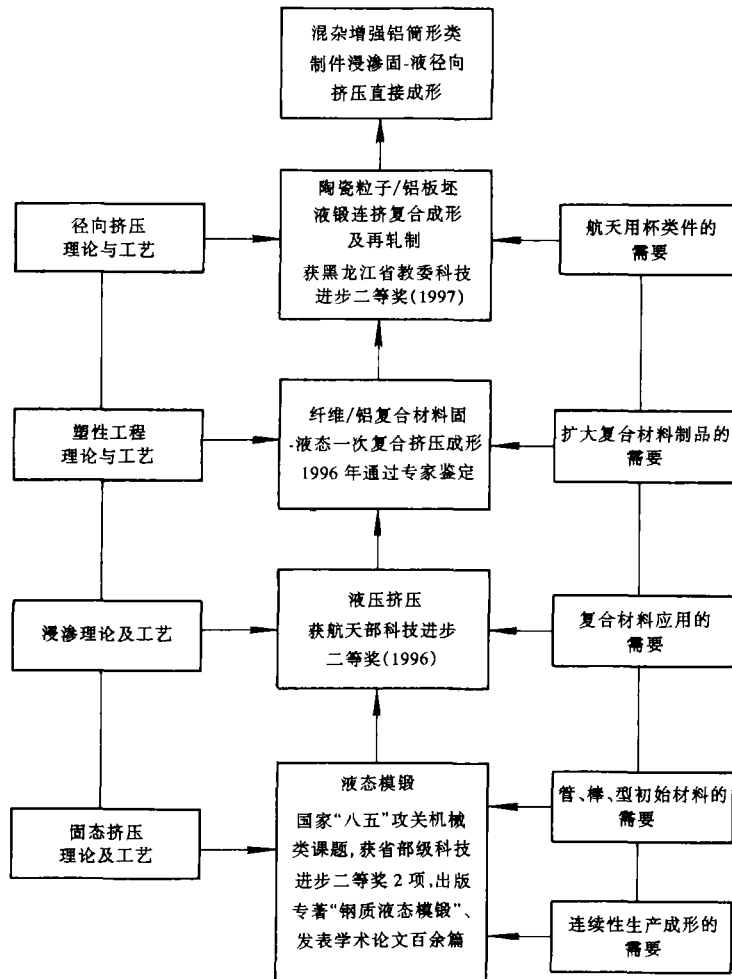 混杂增强铝筒形类
制件浸渗固-液径向
挤压直接成形
径向挤压
理论与工艺
陶瓷粒子/铝板坯
液锻连挤复合成形
及再轧制
获黑龙江省教委科技
进步二等奖(1997)
航天用杯类件的
需要
塑性工程
理论与工艺
纤维/铝复合材料固
-液态一次复合挤压成形
1996年通过专家鉴定
扩大复合材料制品的
需要
浸渗理论及工艺
液压挤压
获航天部科技进步
二等奖(1996)
复合材料应用的
需要
固态挤压
理论及工艺
液态模锻
国家“八五”攻关机械
类课题,获省部级科技
进步二等奖2项,出版
专著“钢质液态模锻”、
发表学术论文百余篇
管、棒、型初始材料的
需要
连续性生产成形的
需要